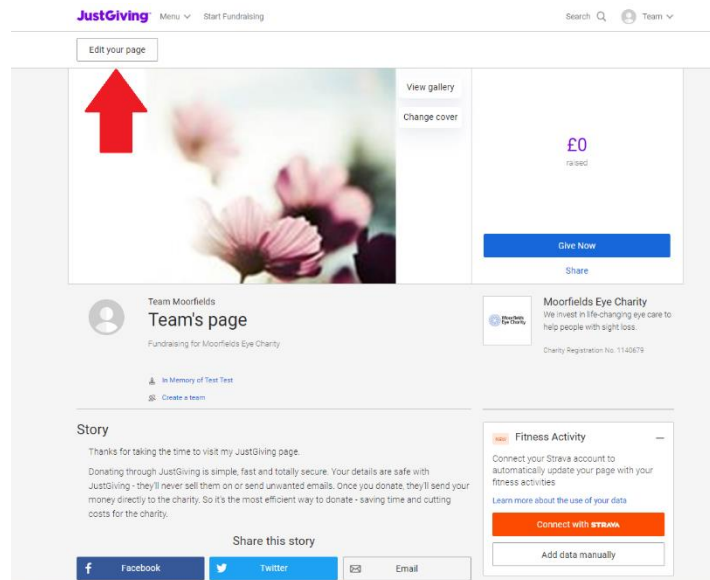 JustGiving™ Menu Start Fundraising Search Team
Edit your page
View gallery
Change cover
£0
raised
Give Now
Share
Team Moorfields
Team's page
Fundraising for Moorfields Eye Charity
In Memory of Test Test
Create a team
Moorfields
Eye Charity
Moorfields Eye Charity
We invest in life-changing eye care to
help people with sight loss.
Charity Registration No. 1140679
Story
Thanks for taking the time to visit my JustGiving page.
Donating through JustGiving is simple, fast and totally secure. Your details are safe with
JustGiving - they'll never sell them on or send unwanted emails. Once you donate, they'll send your
money directly to the charity. So it's the most efficient way to donate - saving time and cutting
costs for the charity.
Share this story
Facebook Twitter Email
NEW Fitness Activity
Connect your Strava account to
automatically update your page with your
fitness activities
Learn more about the use of your data
Connect with STRAVA
Add data manually